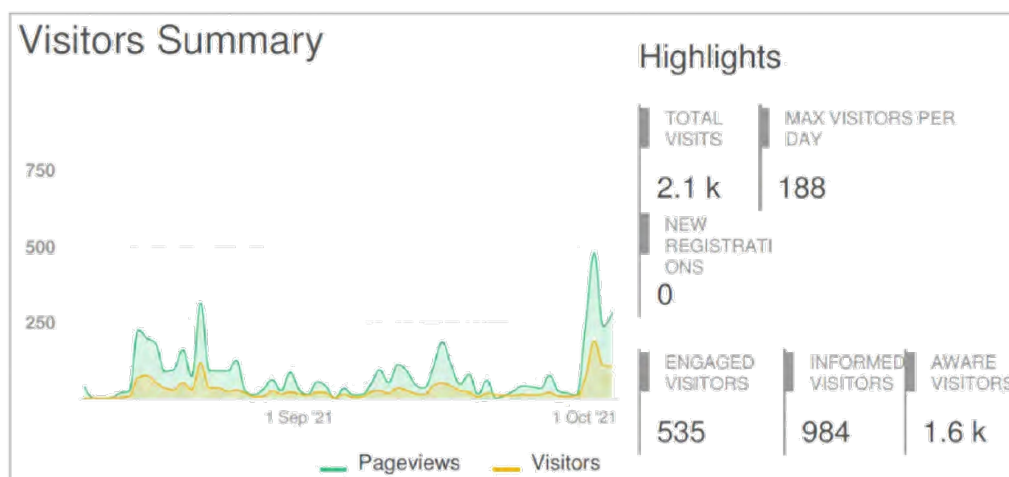 Visitors Summary
750
500
250
1 Sep '21
1 Oct '21
Pageviews
Visitors
Highlights
TOTAL
VISITS
2.1 k
MAX VISITORS PER
DAY
188
NEW
REGISTRATI
ONS
0
ENGAGED
VISITORS
535
INFORMED
VISITORS
984
AWARE
VISITORS
1.6 k